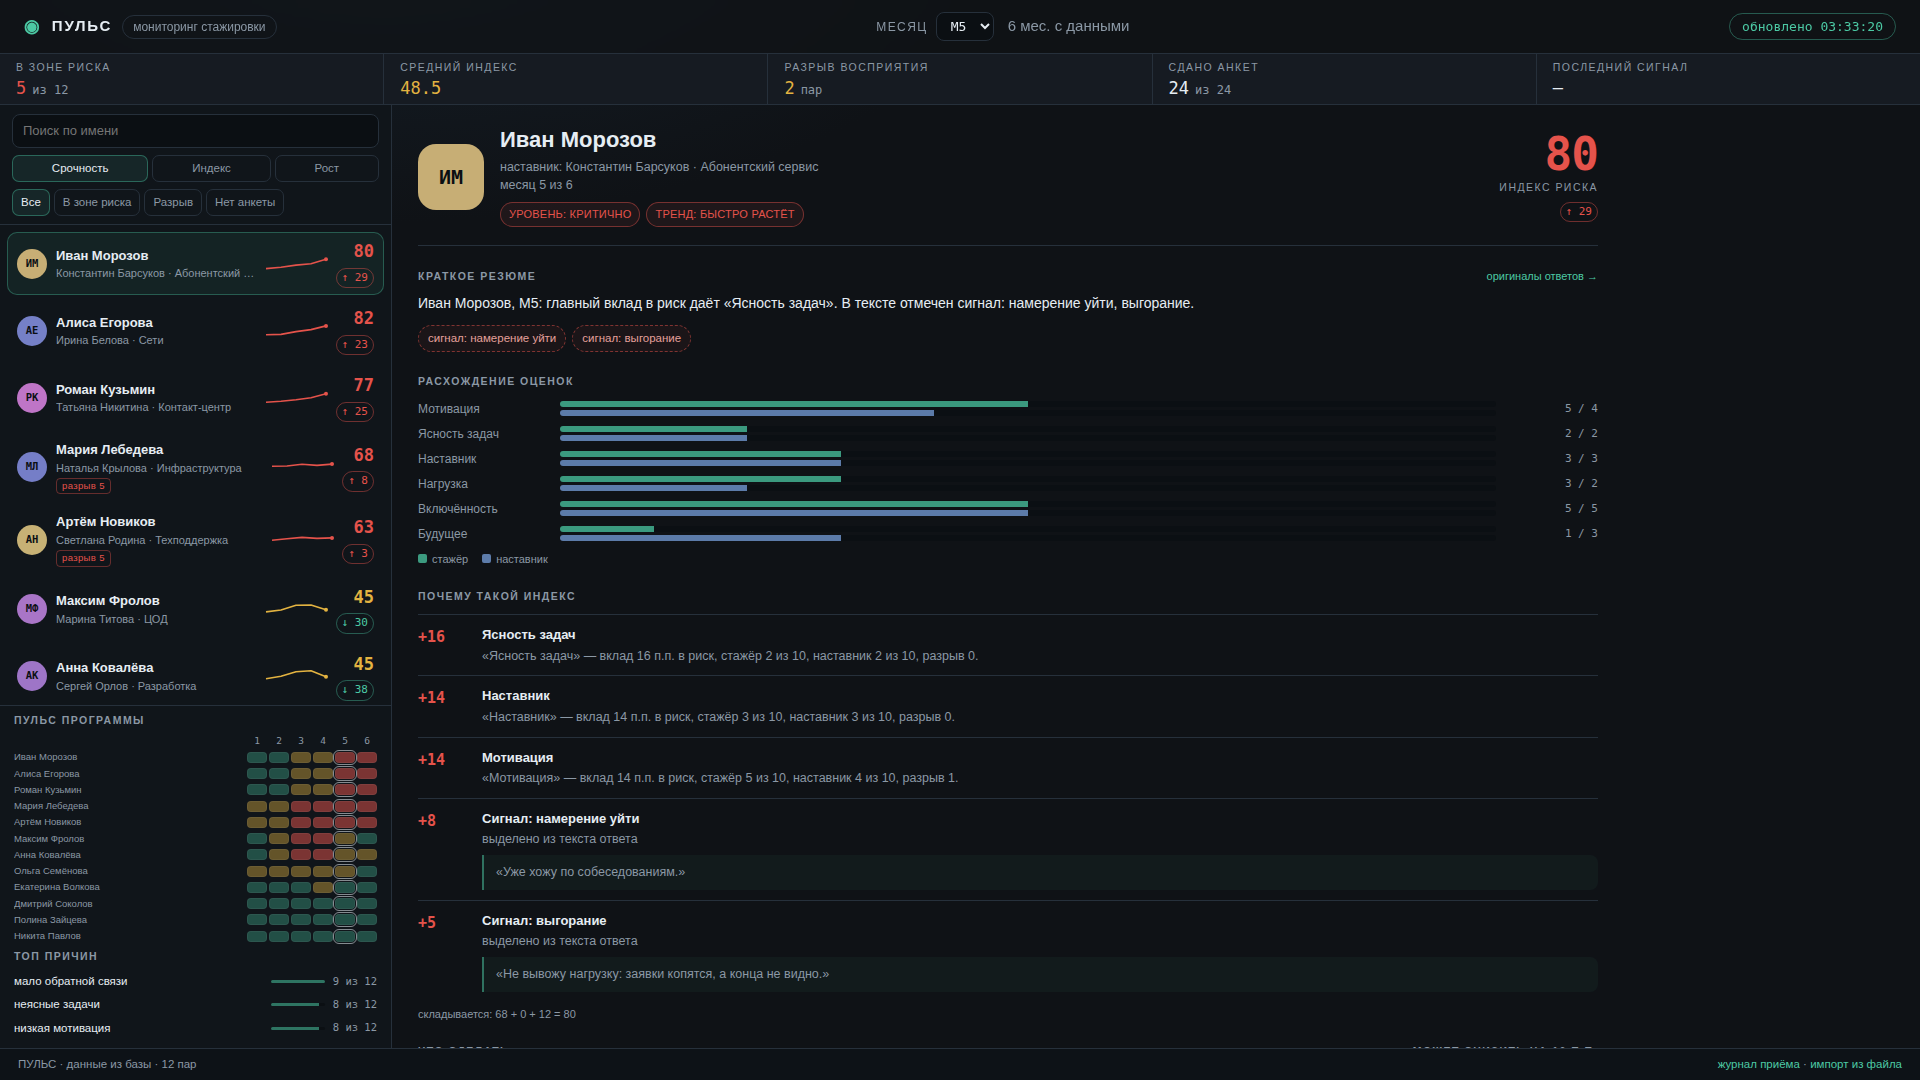 ПУЛЬС мониторинг стажировки
МЕСЯЦ M5 6 мес. с данными
обновлено 03:33:20
В ЗОНЕ РИСКА
5 из 12
СРЕДНИЙ ИНДЕКС
48.5
РАЗРЫВ ВОСПРИЯТИЯ
2 пар
СДАНО АНКЕТ
24 из 24
ПОСЛЕДНИЙ СИГНАЛ
—
Поиск по имени
Срочность Индекс Рост
Все В зоне риска Разрыв Нет анкеты
ИМ Иван Морозов 80
Константин Барсуков · Абонентский … ↑ 29
АЕ Алиса Егорова 82
Ирина Белова · Сети ↑ 23
РК Роман Кузьмин 77
Татьяна Никитина · Контакт-центр ↑ 25
МЛ Мария Лебедева 68
Наталья Крылова · Инфраструктура ↑ 8
разрыв 5
АН Артём Новиков 63
Светлана Родина · Техподдержка ↑ 3
разрыв 5
МФ Максим Фролов 45
Марина Титова · ЦОД ↓ 30
АК Анна Ковалёва 45
Сергей Орлов · Разработка ↓ 38
ПУЛЬС ПРОГРАММЫ
1 2 3 4 5 6
Иван Морозов
Алиса Егорова
Роман Кузьмин
Мария Лебедева
Артём Новиков
Максим Фролов
Анна Ковалёва
Ольга Семёнова
Екатерина Волкова
Дмитрий Соколов
Полина Зайцева
Никита Павлов
ТОП ПРИЧИН
мало обратной связи 9 из 12
неясные задачи 8 из 12
низкая мотивация 8 из 12
ИМ
Иван Морозов
наставник: Константин Барсуков · Абонентский сервис
месяц 5 из 6
УРОВЕНЬ: КРИТИЧНО ТРЕНД: БЫСТРО РАСТЁТ
80
ИНДЕКС РИСКА
↑ 29
КРАТКОЕ РЕЗЮМЕ оригиналы ответов →
Иван Морозов, М5: главный вклад в риск даёт «Ясность задач». В тексте отмечен сигнал: намерение уйти, выгорание.
сигнал: намерение уйти сигнал: выгорание
РАСХОЖДЕНИЕ ОЦЕНОК
Мотивация 5 / 4
Ясность задач 2 / 2
Наставник 3 / 3
Нагрузка 3 / 2
Включённость 5 / 5
Будущее 1 / 3
стажёр наставник
ПОЧЕМУ ТАКОЙ ИНДЕКС
+16 Ясность задач
«Ясность задач» — вклад 16 п.п. в риск, стажёр 2 из 10, наставник 2 из 10, разрыв 0.
+14 Наставник
«Наставник» — вклад 14 п.п. в риск, стажёр 3 из 10, наставник 3 из 10, разрыв 0.
+14 Мотивация
«Мотивация» — вклад 14 п.п. в риск, стажёр 5 из 10, наставник 4 из 10, разрыв 1.
+8 Сигнал: намерение уйти
выделено из текста ответа
«Уже хожу по собеседованиям.»
+5 Сигнал: выгорание
выделено из текста ответа
«Не вывожу нагрузку: заявки копятся, а конца не видно.»
складывается: 68 + 0 + 12 = 80
ПУЛЬС · данные из базы · 12 пар
журнал приёма · импорт из файла